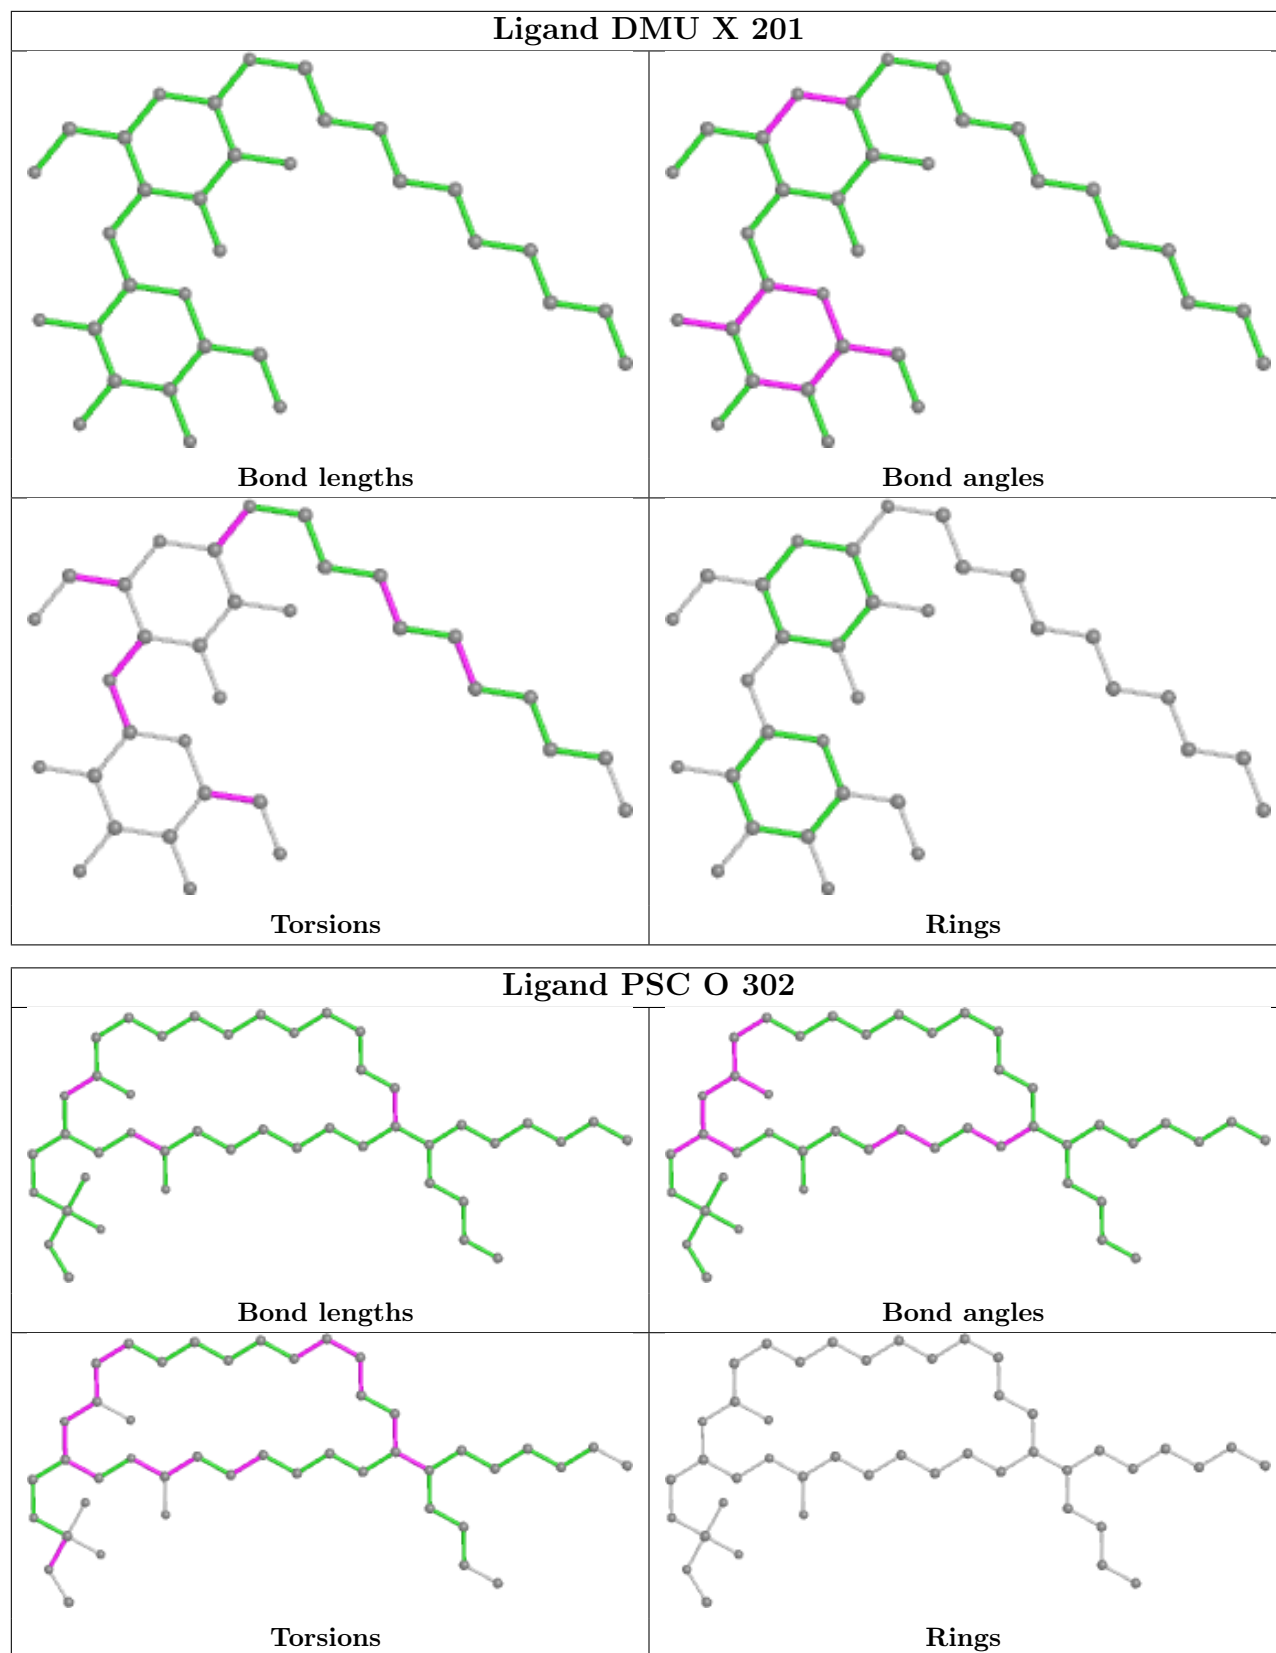 Ligand DMU X 201
Bond lengths
Bond angles
Torsions
Rings
Ligand PSC O 302
Bond lengths
Bond angles
Torsions
Rings